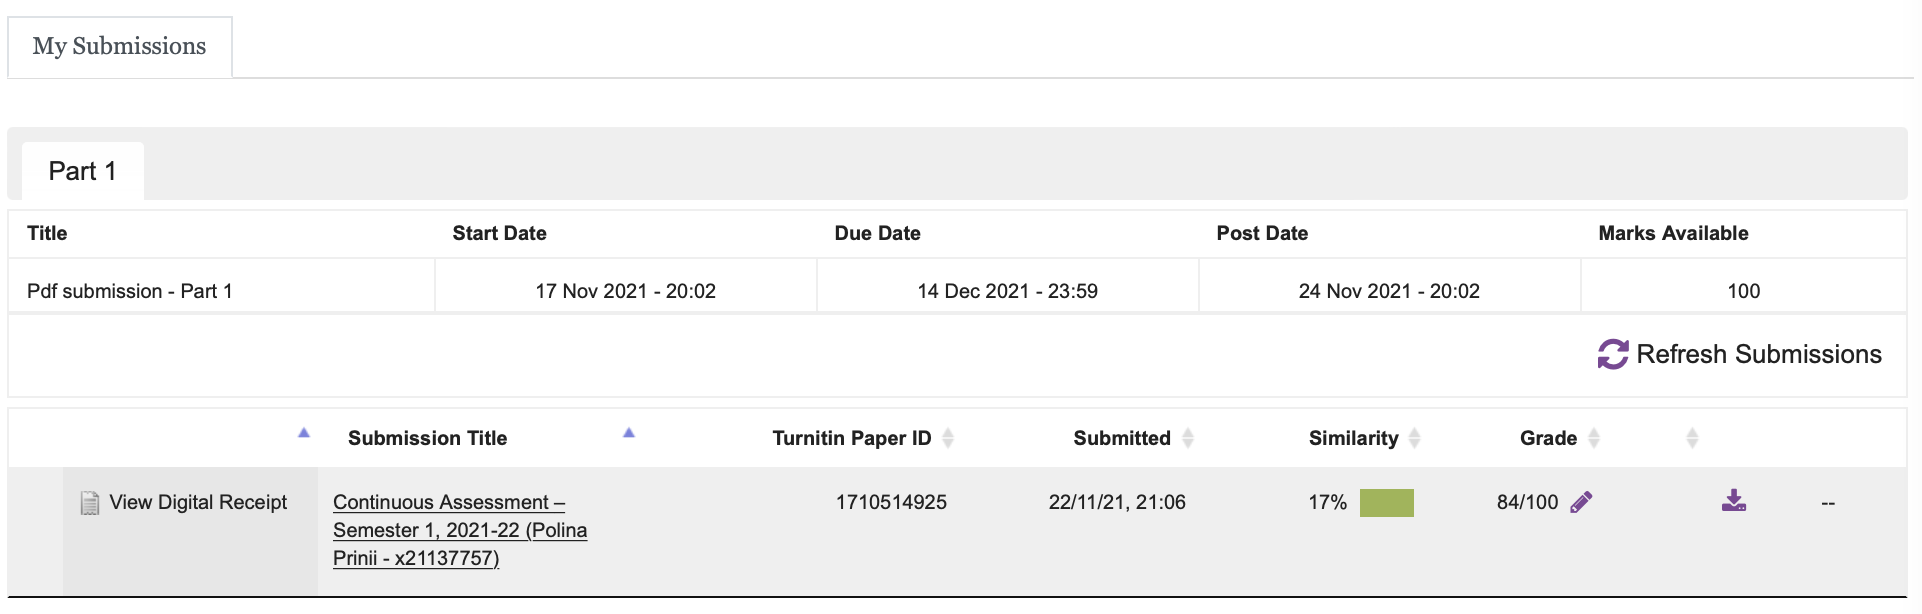 My Submissions
Part 1
Title Start Date Due Date Post Date Marks Available
Pdf submission - Part 1 17 Nov 2021 - 20:02 14 Dec 2021 - 23:59 24 Nov 2021 - 20:02 100
Refresh Submissions
Submission Title Turnitin Paper ID Submitted Similarity Grade
View Digital Receipt Continuous Assessment – 1710514925 22/11/21, 21:06 17% 84/100 --
Semester 1, 2021-22 (Polina
Prinii - x21137757)